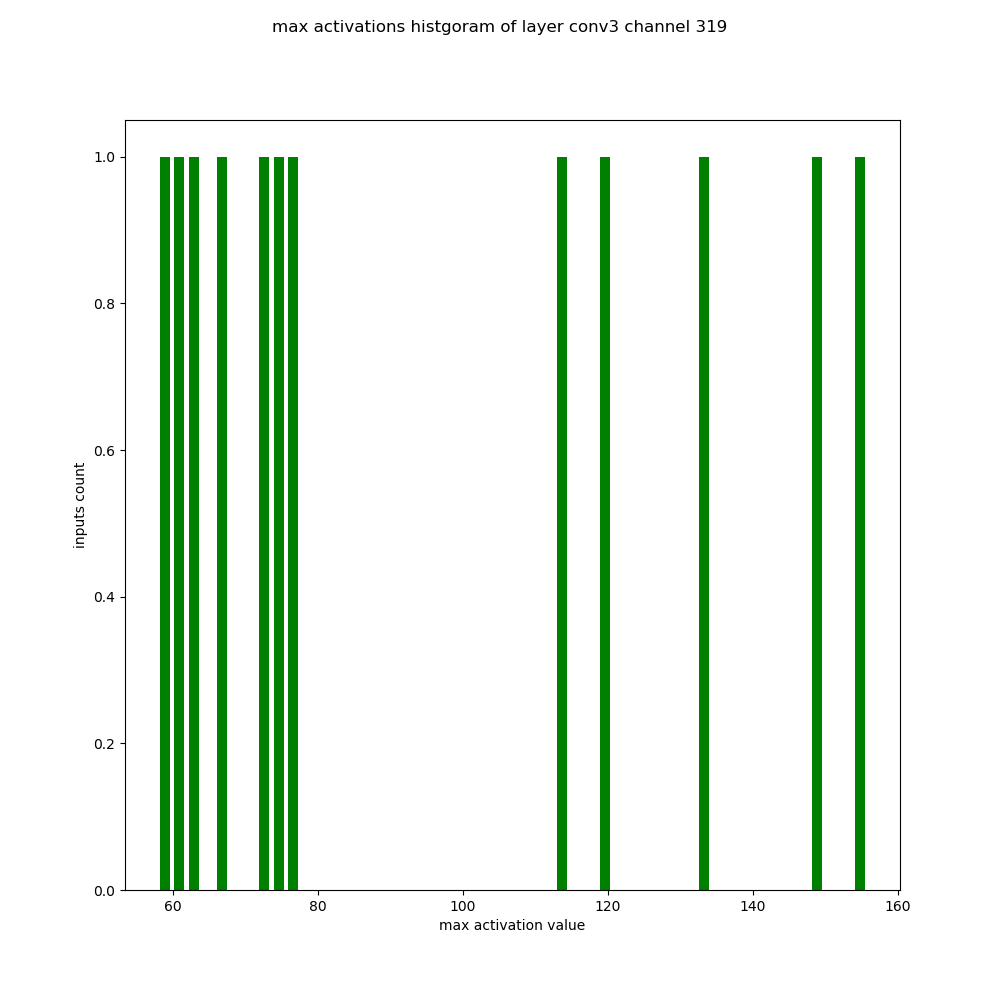 max activations histgoram of layer conv3 channel 319
1.0
0.8
0.6
0.4
0.2
0.0
inputs count
60 80 100 120 140 160
max activation value